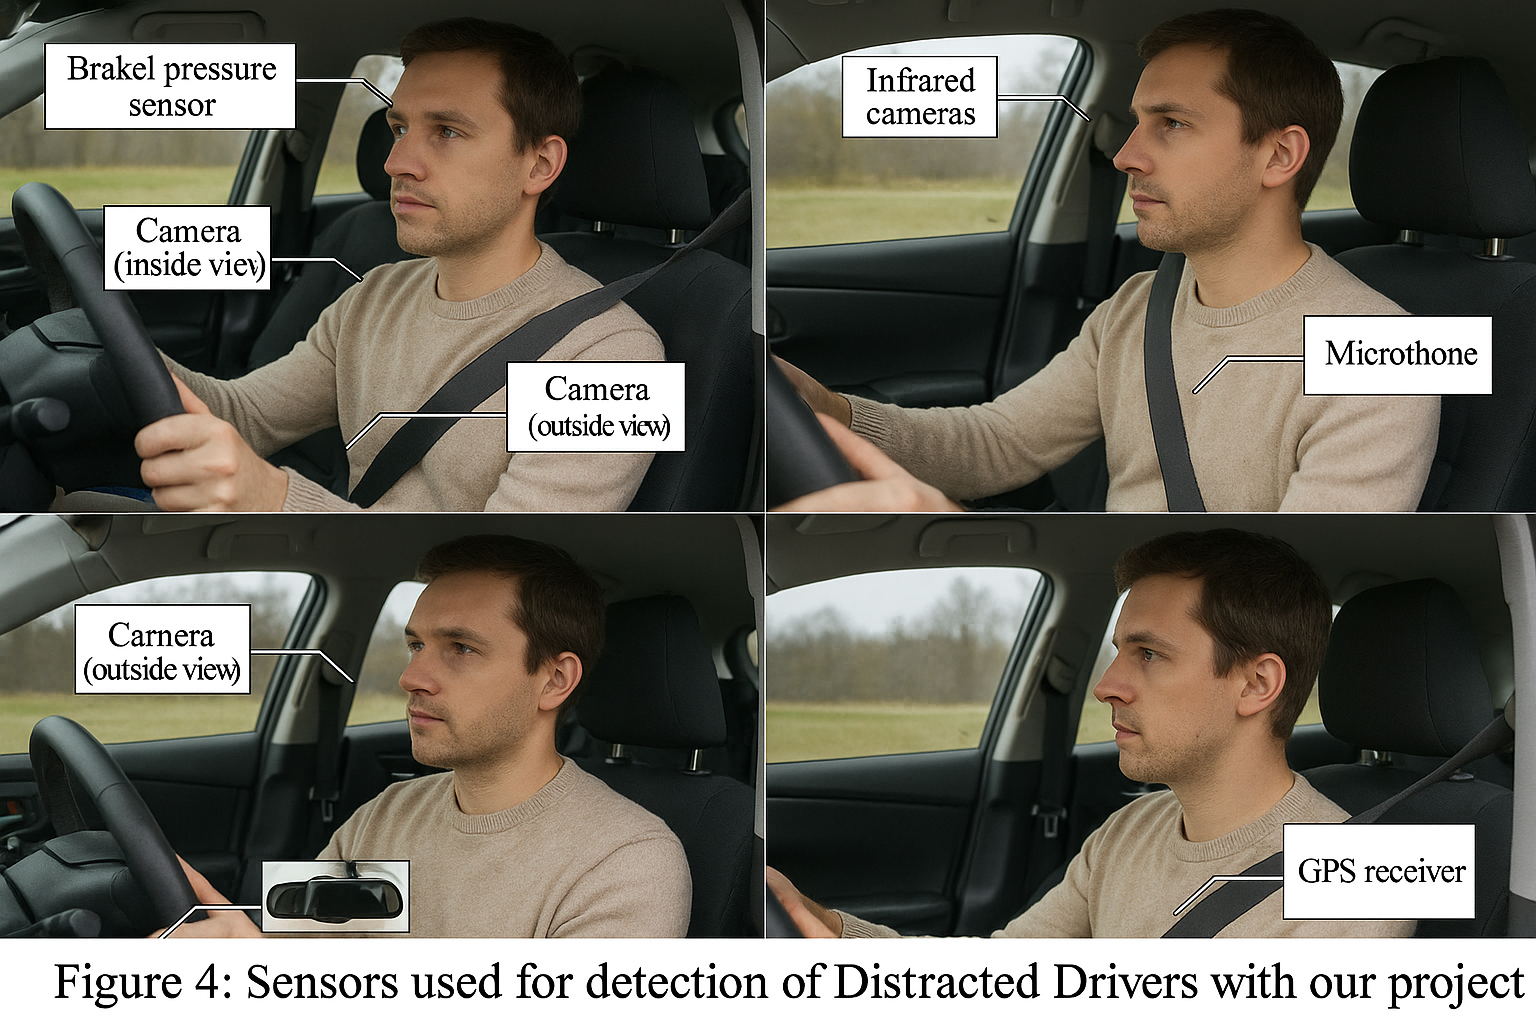 Brakel pressure
sensor
Camera
(inside view)
Camera
(outside view)
Infrared
cameras
Microthone
Carnera
(outside view)
GPS receiver
Figure 4: Sensors used for detection of Distracted Drivers with our project